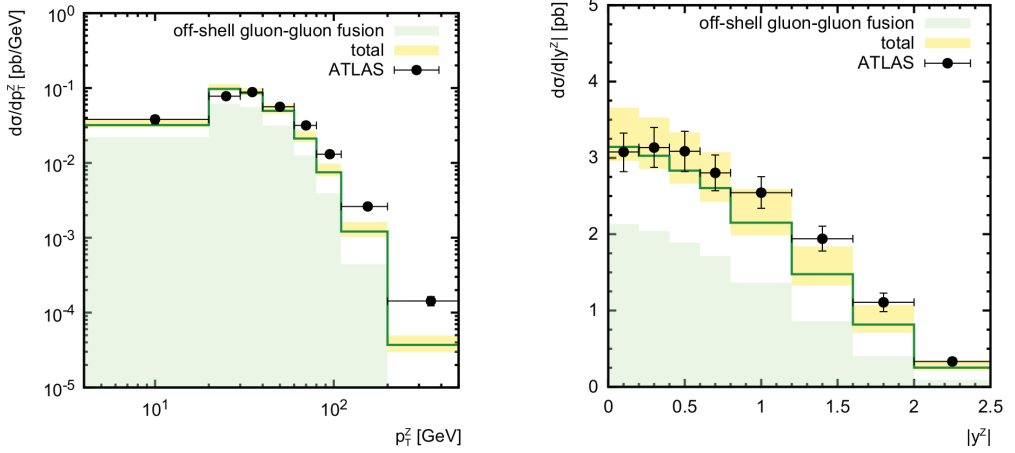 dσ/dp_T^Z [pb/GeV]
10^0
10^-1
10^-2
10^-3
10^-4
10^-5
off-shell gluon-gluon fusion
total
ATLAS
10^1
10^2
p_T^Z [GeV]
dσ/d|y^Z| [pb]
5
4
3
2
1
0
off-shell gluon-gluon fusion
total
ATLAS
0
0.5
1
1.5
2
2.5
|y^Z|